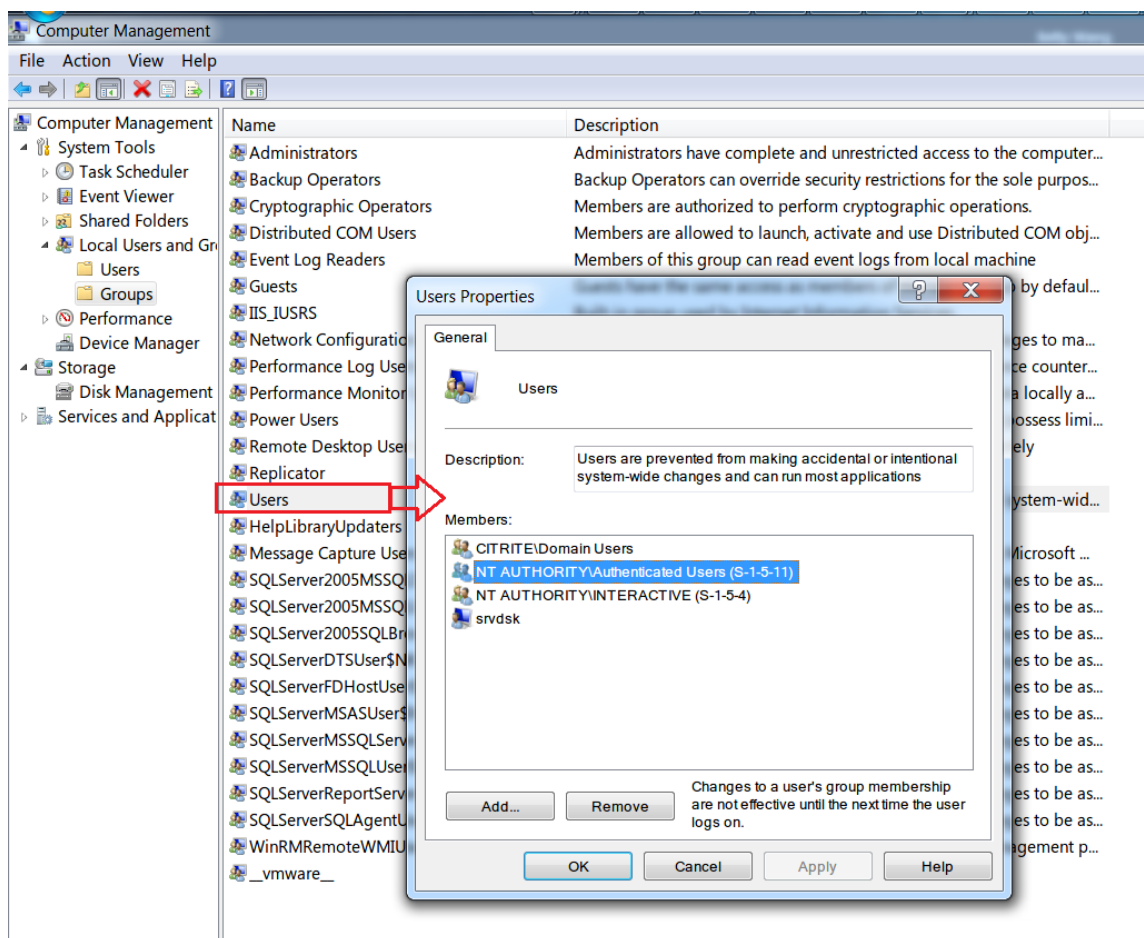 Computer Management
File Action View Help
Computer Management
System Tools
Task Scheduler
Event Viewer
Shared Folders
Local Users and Gr
Users
Groups
Performance
Device Manager
Storage
Disk Management
Services and Applicat
Name Description
Administrators Administrators have complete and unrestricted access to the computer...
Backup Operators Backup Operators can override security restrictions for the sole purpos...
Cryptographic Operators Members are authorized to perform cryptographic operations.
Distributed COM Users Members are allowed to launch, activate and use Distributed COM obj...
Event Log Readers Members of this group can read event logs from local machine
Guests by defaul...
IIS_IUSRS
Network Configuratio ges to ma...
Performance Log Use ce counter...
Performance Monitor a locally a...
Power Users possess limi...
Remote Desktop User ely
Replicator
Users ystem-wid...
HelpLibraryUpdaters
Message Capture Use Microsoft ...
SQLServer2005MSSQ es to be as...
SQLServer2005MSSQ es to be as...
SQLServer2005SQLBr es to be as...
SQLServerDTSUser$N es to be as...
SQLServerFDHostUse es to be as...
SQLServerMSASUser$ es to be as...
SQLServerMSSQLServ es to be as...
SQLServerMSSQLUser es to be as...
SQLServerReportServ es to be as...
SQLServerSQLAgentU es to be as...
WinRMRemoteWMIU agement p...
__vmware__
Users Properties
General
Users
Description: Users are prevented from making accidental or intentional
system-wide changes and can run most applications
Members:
CITRITE\Domain Users
NT AUTHORITY\Authenticated Users (S-1-5-11)
NT AUTHORITY\INTERACTIVE (S-1-5-4)
srvdsk
Add... Remove
Changes to a user's group membership
are not effective until the next time the user
logs on.
OK Cancel Apply Help